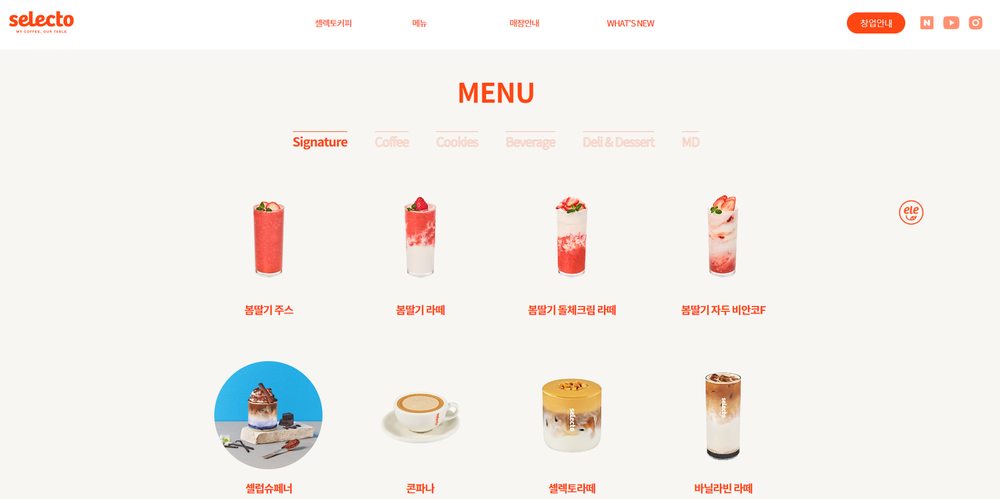 selecto
MY COFFEE, OUR TABLE
셀렉토커피
메뉴
매장안내
WHAT'S NEW
창업안내
N
MENU
Signature
Coffee
Cookies
Beverage
Deli & Dessert
MD
ele
봄딸기 주스
봄딸기 라떼
봄딸기 돌체크림 라떼
봄딸기 자두 비안코F
selecto
selecto
selecto
셀럽슈페너
콘파나
셀렉토라떼
바닐라빈 라떼